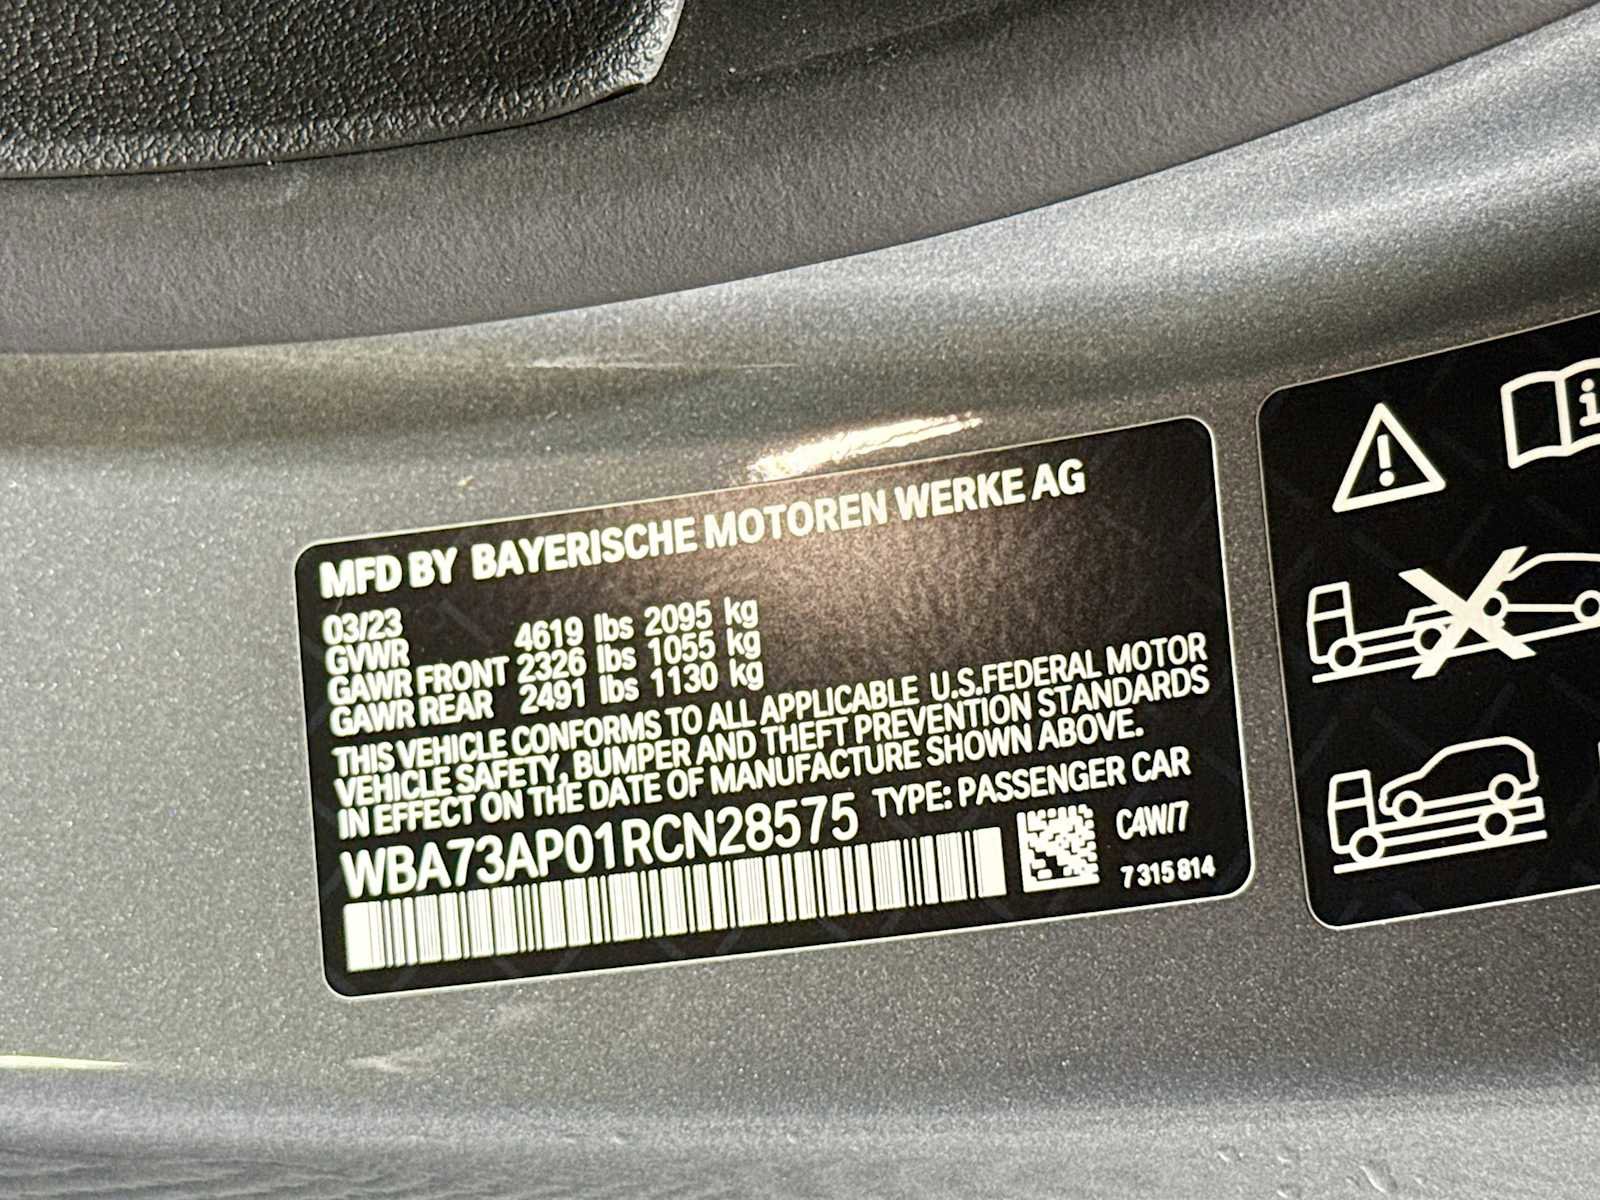 MFD BY BAYERISCHE MOTOREN WERKE AG
03/23
GVWR 4619 lbs 2095 kg
GAWR FRONT 2326 lbs 1055 kg
GAWR REAR 2491 lbs 1130 kg
THIS VEHICLE CONFORMS TO ALL APPLICABLE U.S.FEDERAL MOTOR
VEHICLE SAFETY, BUMPER AND THEFT PREVENTION STANDARDS
IN EFFECT ON THE DATE OF MANUFACTURE SHOWN ABOVE.
WBA73AP01RCN28575 TYPE: PASSENGER CAR
C4W/7
7 315 814